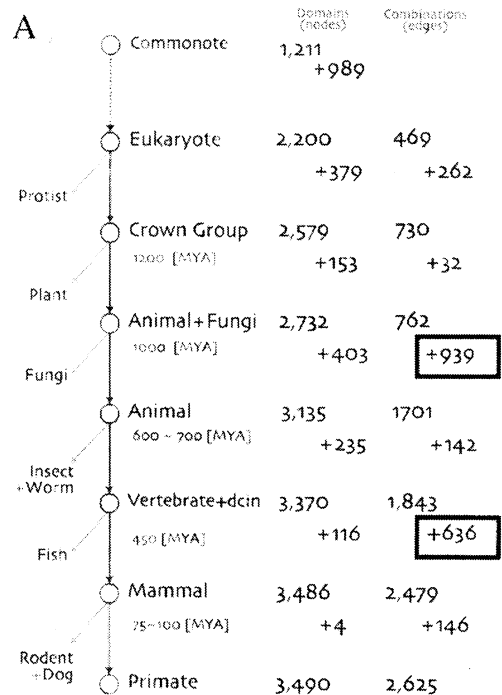 A
Domains Combinations
(nodes) (edges)
Commonote 1,211
+989
Eukaryote 2,200 469
+379 +262
Protist
Crown Group 2,579 730
1200 [MYA] +153 +32
Plant
Animal+Fungi 2,732 762
1000 [MYA] +403 +939
Fungi
Animal 3,135 1701
600 ~ 700 [MYA] +235 +142
Insect
+Worm
Vertebrate+dcin 3,370 1,843
450 [MYA] +116 +636
Fish
Mammal 3,486 2,479
75~100 [MYA] +4 +146
Rodent
+Dog
Primate 3,490 2,625